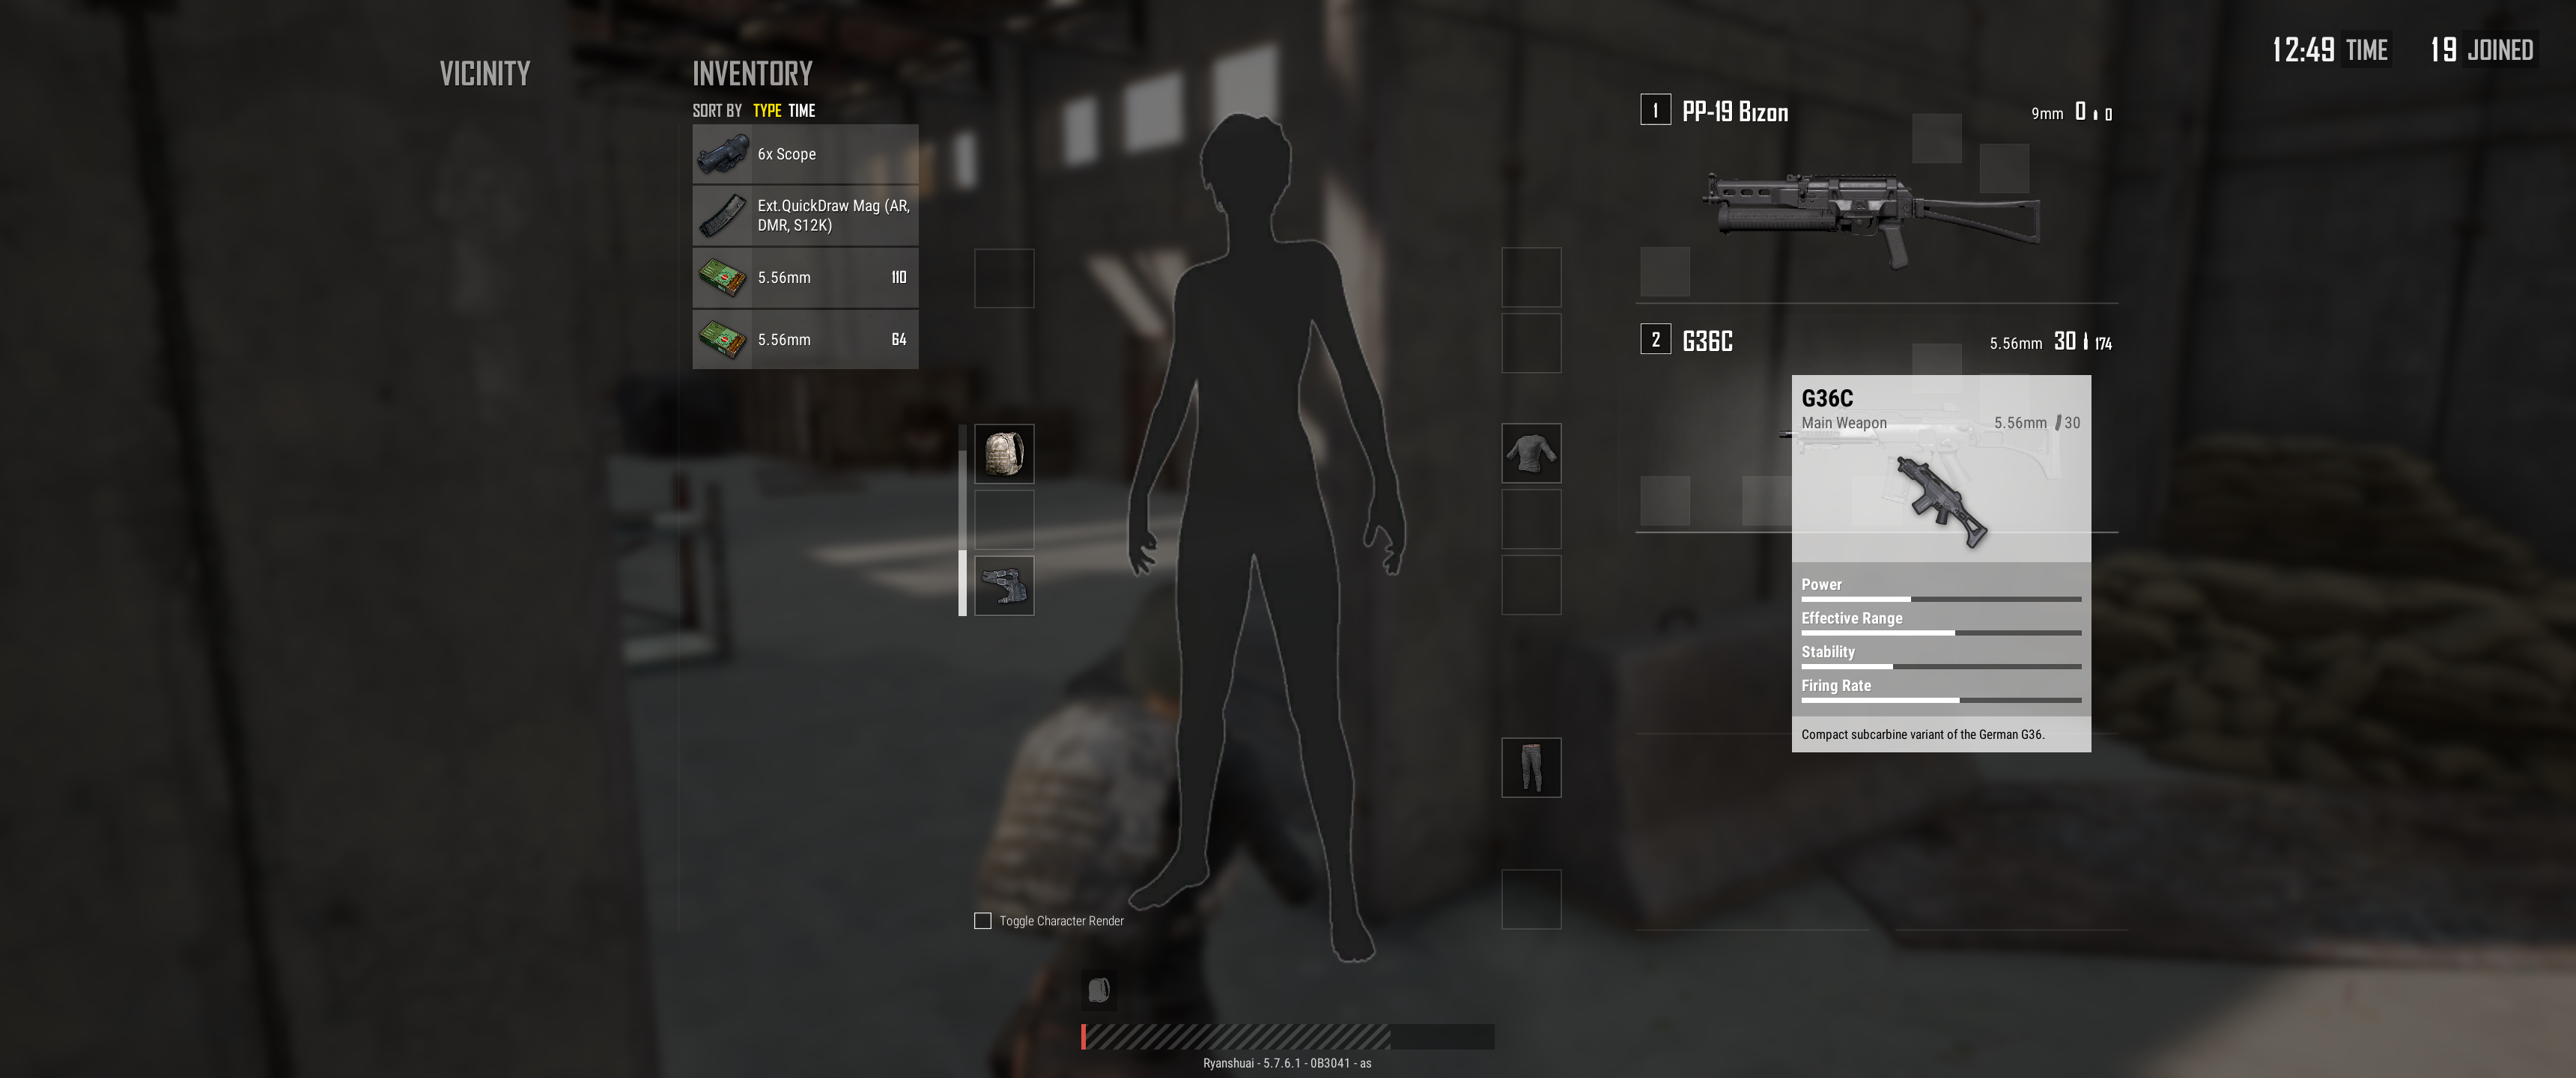 VICINITY
INVENTORY
SORT BY TYPE TIME
6x Scope
Ext.QuickDraw Mag (AR,
DMR, S12K)
5.56mm 110
5.56mm 64
Toggle Character Render
12:49 TIME 19 JOINED
1 PP-19 Bizon 9mm 0 0
2 G36C 5.56mm 30 174
G36C
Main Weapon 5.56mm 30
Power
Effective Range
Stability
Firing Rate
Compact subcarbine variant of the German G36.
Ryanshuai - 5.7.6.1 - 0B3041 - as